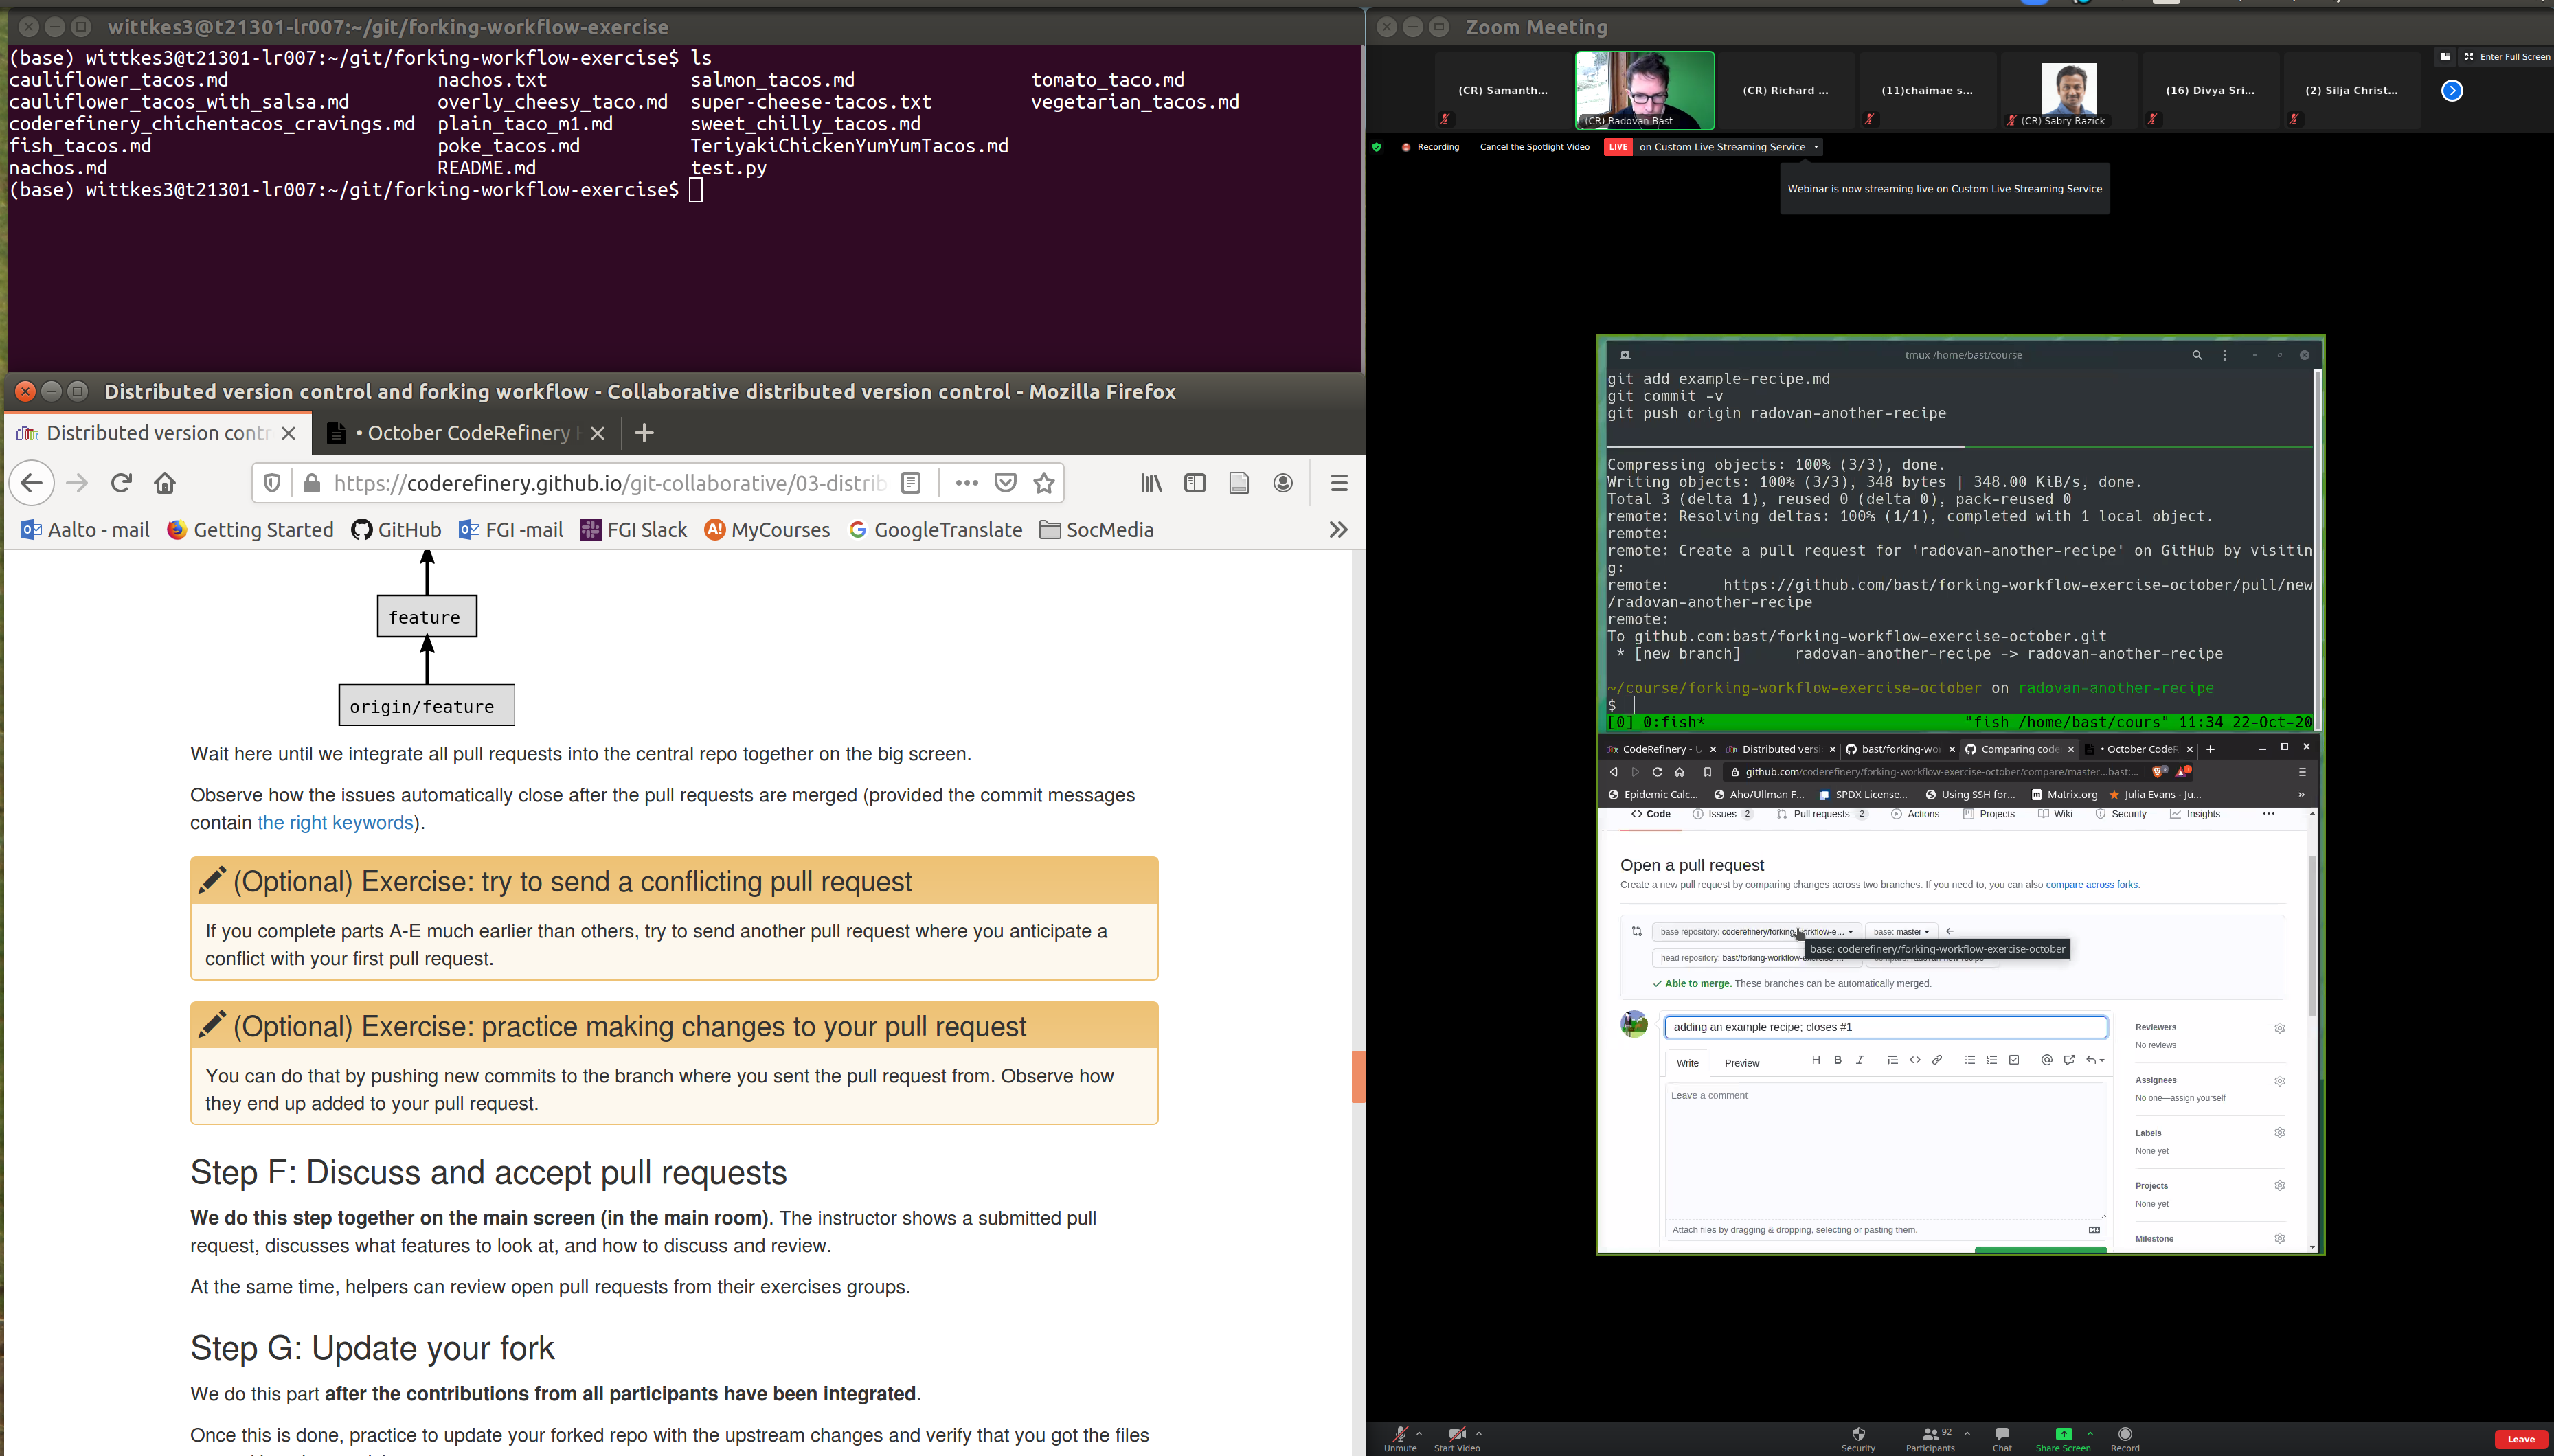 wittkes3@t21301-lr007:~/git/forking-workflow-exercise
(base) wittkes3@t21301-lr007:~/git/forking-workflow-exercise$ ls
cauliflower_tacos.md nachos.txt salmon_tacos.md tomato_taco.md
cauliflower_tacos_with_salsa.md overly_cheesy_taco.md super-cheese-tacos.txt vegetarian_tacos.md
coderefinery_chichentacos_cravings.md plain_taco_m1.md sweet_chilly_tacos.md
fish_tacos.md poke_tacos.md TeriyakiChickenYumYumTacos.md
nachos.md README.md test.py
(base) wittkes3@t21301-lr007:~/git/forking-workflow-exercise$
Distributed version control and forking workflow - Collaborative distributed version control - Mozilla Firefox
Distributed version contr • October CodeRefinery
https://coderefinery.github.io/git-collaborative/03-distrib
Aalto - mail Getting Started GitHub FGI -mail FGI Slack MyCourses GoogleTranslate SocMedia
feature
origin/feature
Wait here until we integrate all pull requests into the central repo together on the big screen.
Observe how the issues automatically close after the pull requests are merged (provided the commit messages
contain the right keywords).
(Optional) Exercise: try to send a conflicting pull request
If you complete parts A-E much earlier than others, try to send another pull request where you anticipate a
conflict with your first pull request.
(Optional) Exercise: practice making changes to your pull request
You can do that by pushing new commits to the branch where you sent the pull request from. Observe how
they end up added to your pull request.
Step F: Discuss and accept pull requests
We do this step together on the main screen (in the main room). The instructor shows a submitted pull
request, discusses what features to look at, and how to discuss and review.
At the same time, helpers can review open pull requests from their exercises groups.
Step G: Update your fork
We do this part after the contributions from all participants have been integrated.
Once this is done, practice to update your forked repo with the upstream changes and verify that you got the files
Zoom Meeting
Enter Full Screen
(CR) Samanth... (CR) Radovan Bast (CR) Richard ... (11)chaimae s... (CR) Sabry Razick (16) Divya Sri... (2) Silja Christ...
Recording Cancel the Spotlight Video LIVE on Custom Live Streaming Service
Webinar is now streaming live on Custom Live Streaming Service
tmux /home/bast/course
git add example-recipe.md
git commit -v
git push origin radovan-another-recipe
Compressing objects: 100% (3/3), done.
Writing objects: 100% (3/3), 348 bytes | 348.00 KiB/s, done.
Total 3 (delta 1), reused 0 (delta 0), pack-reused 0
remote: Resolving deltas: 100% (1/1), completed with 1 local object.
remote:
remote: Create a pull request for 'radovan-another-recipe' on GitHub by visitin
g:
remote: https://github.com/bast/forking-workflow-exercise-october/pull/new
/radovan-another-recipe
remote:
To github.com:bast/forking-workflow-exercise-october.git
* [new branch] radovan-another-recipe -> radovan-another-recipe
~/course/forking-workflow-exercise-october on radovan-another-recipe
$
[0] 0:fish* "fish /home/bast/cours" 11:34 22-Oct-20
CodeRefinery - Distributed versi bast/forking-wo Comparing code • October CodeR
github.com/coderefinery/forking-workflow-exercise-october/compare/master...bast:...
Epidemic Calc... Aho/Ullman F... SPDX License... Using SSH for... Matrix.org Julia Evans - Ju... »
Code Issues 2 Pull requests 2 Actions Projects Wiki Security Insights ...
Open a pull request
Create a new pull request by comparing changes across two branches. If you need to, you can also compare across forks.
base repository: coderefinery/forking-workflow-e... base: master
base: coderefinery/forking-workflow-exercise-october
head repository: bast/forking-workflow-exercise-...
Able to merge. These branches can be automatically merged.
adding an example recipe; closes #1
Write Preview
Leave a comment
Attach files by dragging & dropping, selecting or pasting them.
Reviewers
No reviews
Assignees
No one—assign yourself
Labels
None yet
Projects
None yet
Milestone
Unmute Start Video Security Participants 92 Chat Share Screen Record Leave